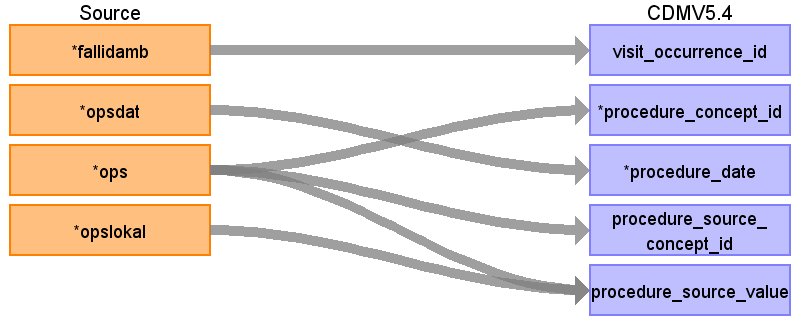 Source
CDMV5.4
*fallidamb
visit_occurrence_id
*opsdat
*procedure_concept_id
*ops
*procedure_date
*opslokal
procedure_source_
concept_id
procedure_source_value